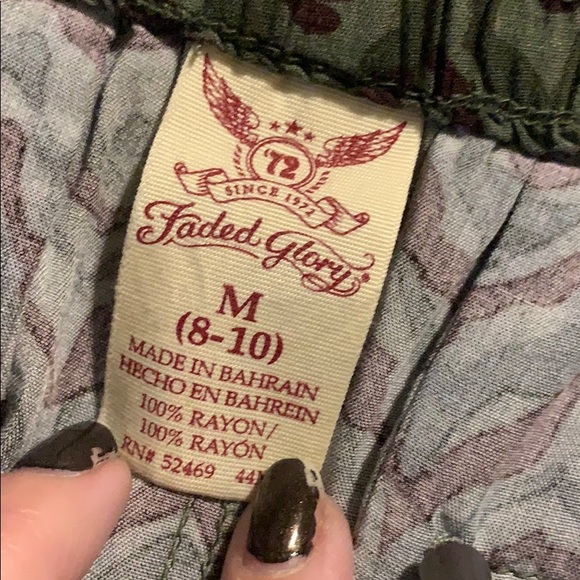 '72
SINCE 1972
Faded Glory®
M
(8-10)
MADE IN BAHRAIN
HECHO EN BAHREIN
100% RAYON/
100% RAYÓN
RN# 52469